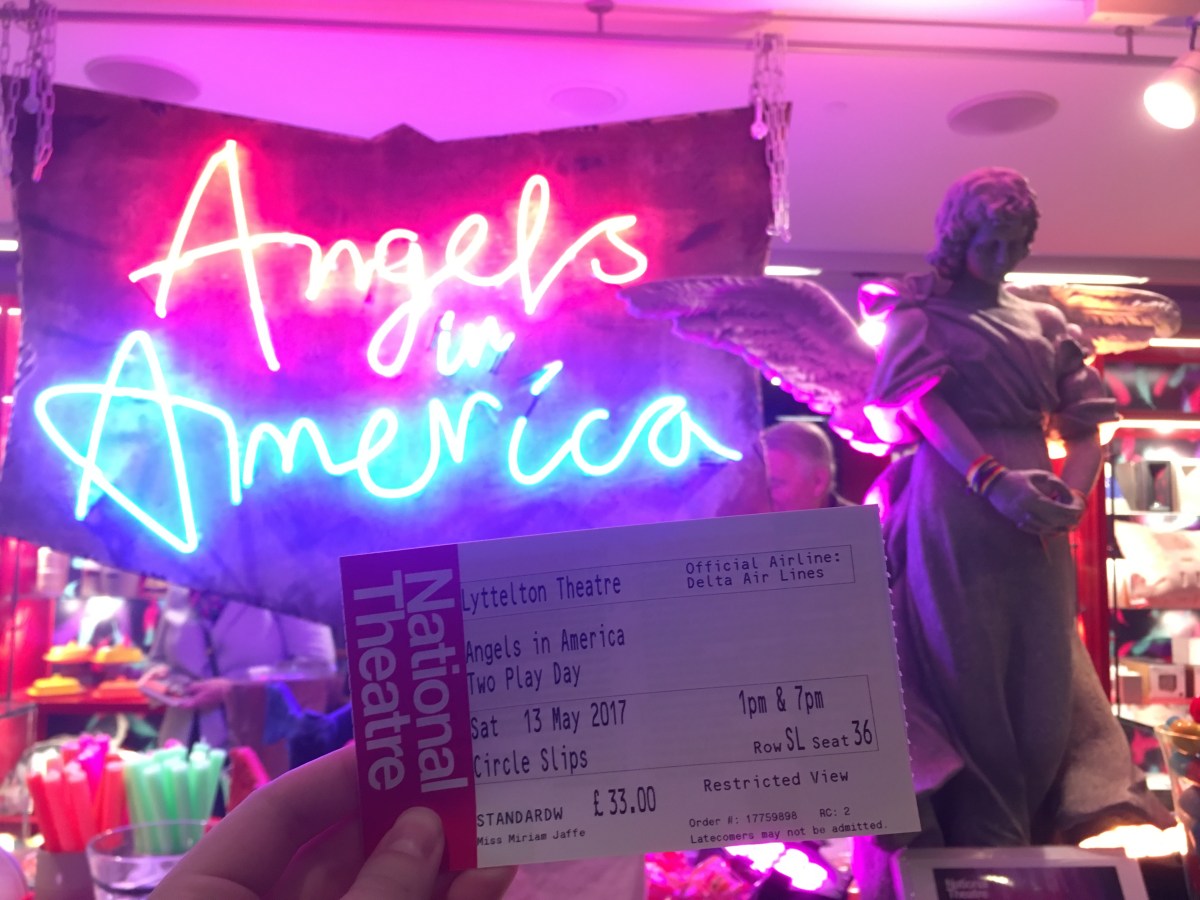 Angels
in
America
National
Theatre
Lyttelton Theatre
Official Airline:
Delta Air Lines
Angels in America
Two Play Day
Sat 13 May 2017
1pm & 7pm
Circle Slips
Row SL Seat 36
STANDARDW £33.00
Restricted View
Miss Miriam Jaffe
Order #: 17759898 RC: 2
Latecomers may not be admitted.